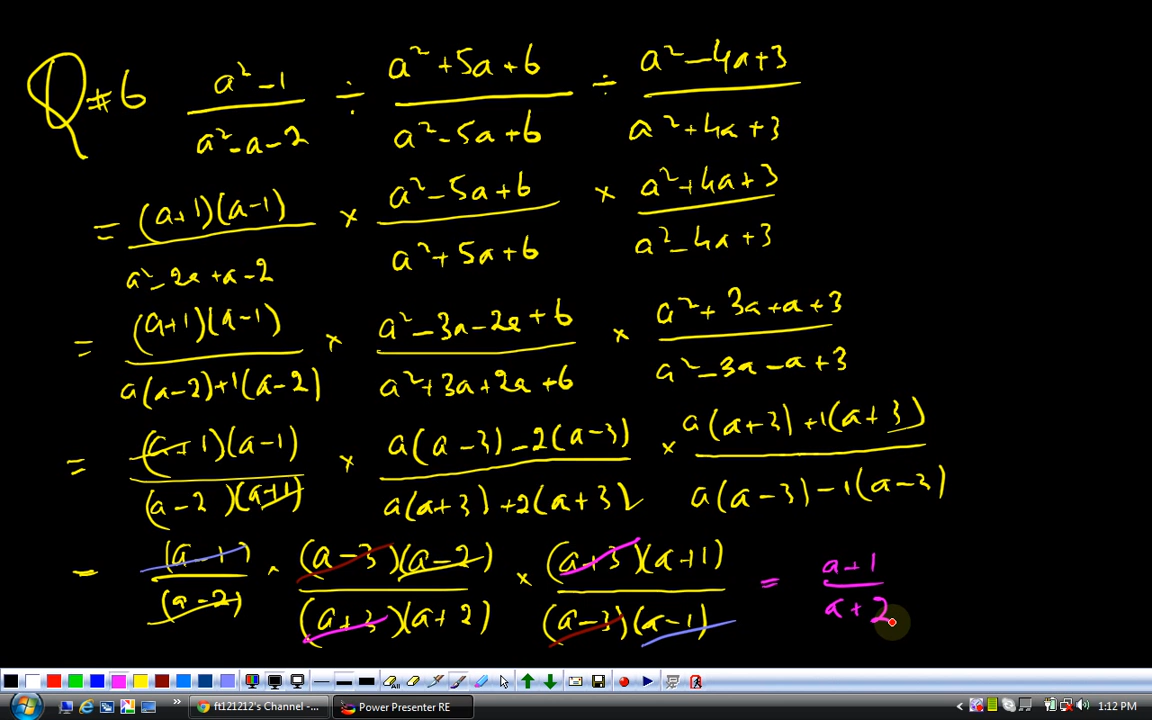 Q#6 (a²-1)/(a²-a-2) ÷ (a²+5a+6)/(a²-5a+6) ÷ (a²-4a+3)/(a²+4a+3)
= (a+1)(a-1)/(a²-2a+a-2) × (a²-5a+6)/(a²+5a+6) × (a²+4a+3)/(a²-4a+3)
= (a+1)(a-1)/(a(a-2)+1(a-2)) × (a²-3a-2a+6)/(a²+3a+2a+6) × (a²+3a+a+3)/(a²-3a-a+3)
= (a+1)(a-1)/((a-2)(a+1)) × (a(a-3)-2(a-3))/(a(a+3)+2(a+3)) × (a(a+3)+1(a+3))/(a(a-3)-1(a-3))
= (a-1)/(a-2) × (a-3)(a-2)/((a+3)(a+2)) × (a+3)(a+1)/((a-3)(a-1)) = (a+1)/(a+2)
All
ft121212's Channel -... Power Presenter RE 1:12 PM